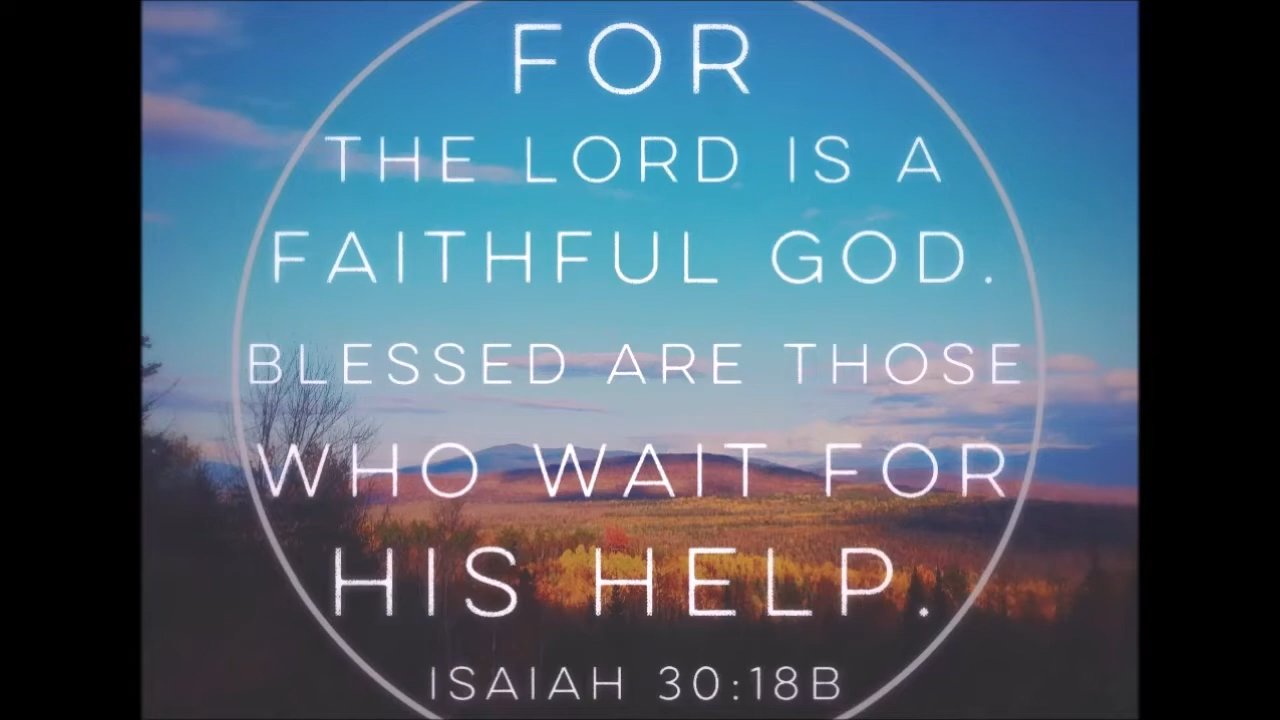 FOR
THE LORD IS A
FAITHFUL GOD.
BLESSED ARE THOSE
WHO WAIT FOR
HIS HELP.
ISAIAH 30:18B